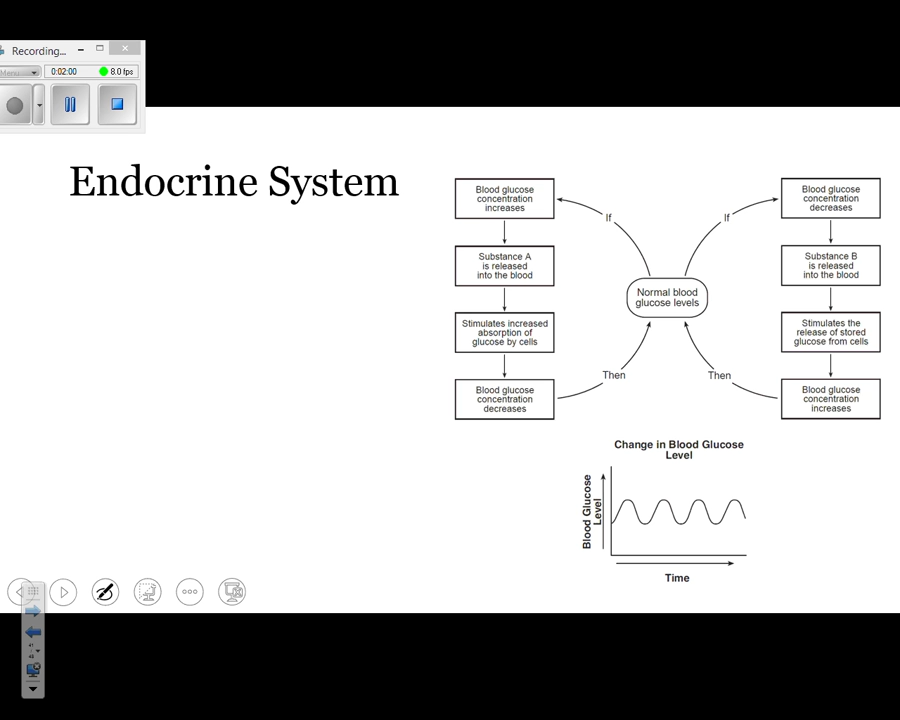 Recording...
Menu
0:02:00
8.0 fps
Endocrine System
Blood glucose
concentration
increases
Substance A
is released
into the blood
Stimulates increased
absorption of
glucose by cells
Blood glucose
concentration
decreases
If
If
Normal blood
glucose levels
Then
Then
Blood glucose
concentration
decreases
Substance B
is released
into the blood
Stimulates the
release of stored
glucose from cells
Blood glucose
concentration
increases
Change in Blood Glucose
Level
Blood Glucose
Level
Time